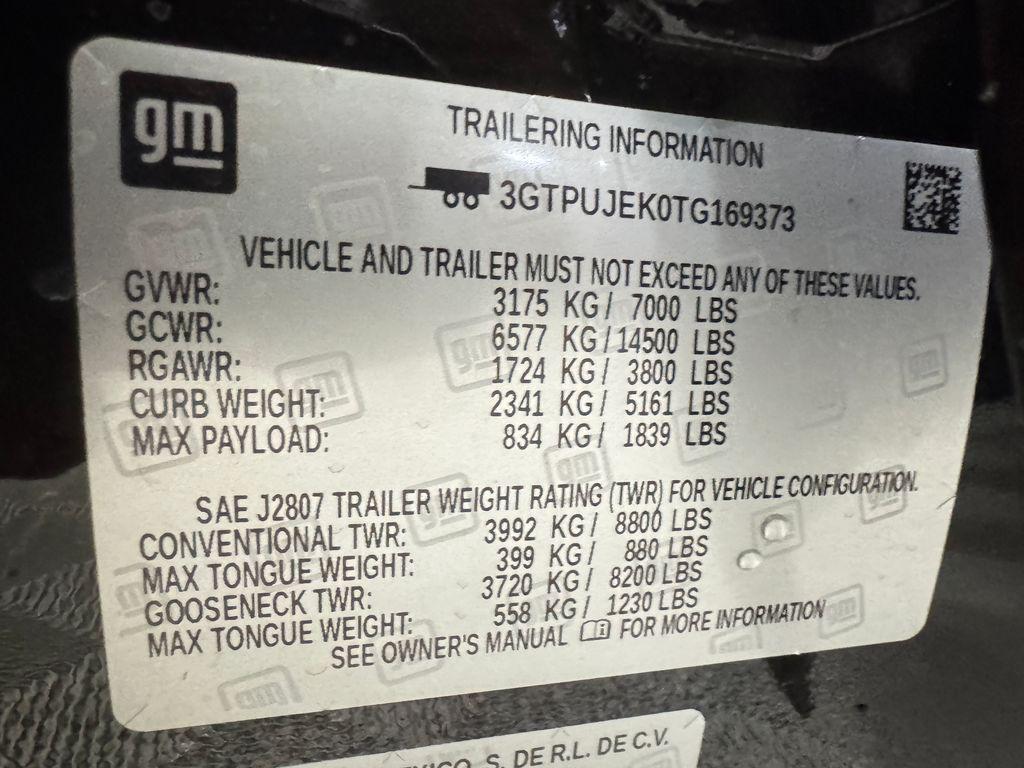 gm
TRAILERING INFORMATION
3GTPUJEK0TG169373
VEHICLE AND TRAILER MUST NOT EXCEED ANY OF THESE VALUES.
GVWR: 3175 KG/ 7000 LBS
GCWR: 6577 KG/14500 LBS
RGAWR: 1724 KG/ 3800 LBS
CURB WEIGHT: 2341 KG/ 5161 LBS
MAX PAYLOAD: 834 KG/ 1839 LBS
SAE J2807 TRAILER WEIGHT RATING (TWR) FOR VEHICLE CONFIGURATION.
CONVENTIONAL TWR: 3992 KG/ 8800 LBS
MAX TONGUE WEIGHT: 399 KG/ 880 LBS
GOOSENECK TWR: 3720 KG/ 8200 LBS
MAX TONGUE WEIGHT: 558 KG/ 1230 LBS
SEE OWNER'S MANUAL FOR MORE INFORMATION
S. DE R.L. DE C.V.